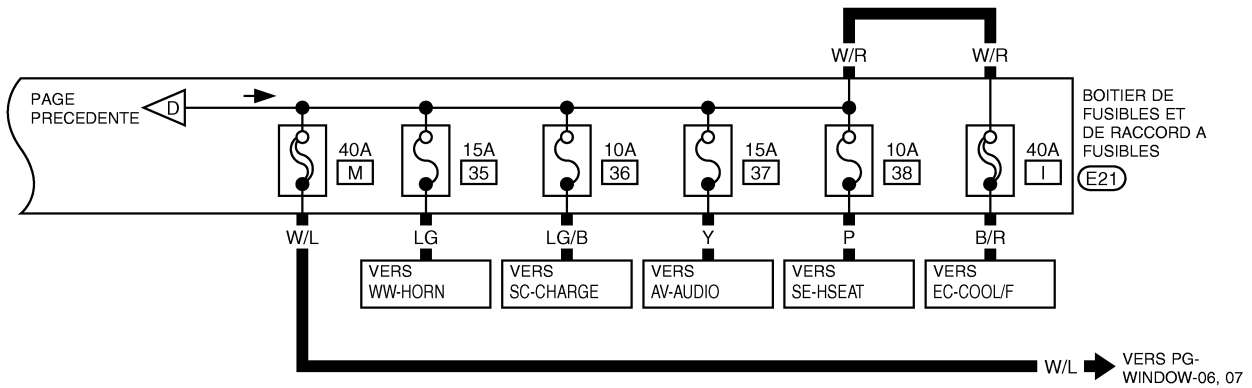 W/R W/R
PAGE
PRECEDENTE
D
BOITIER DE
FUSIBLES ET
DE RACCORD A
FUSIBLES
E21
40A 15A 10A 15A 10A 40A
M 35 36 37 38 I
W/L LG LG/B Y P B/R
VERS
WW-HORN
VERS
SC-CHARGE
VERS
AV-AUDIO
VERS
SE-HSEAT
VERS
EC-COOL/F
W/L
VERS PG-
WINDOW-06, 07